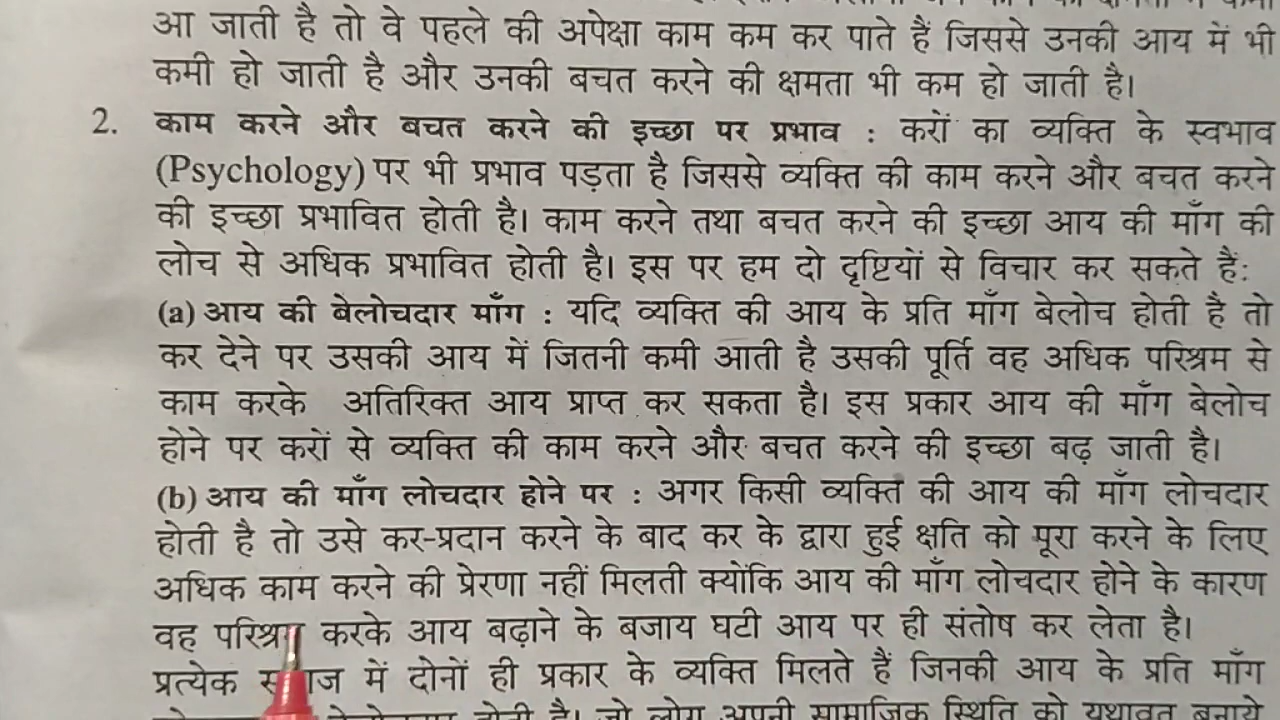 आ जाती है तो वे पहले की अपेक्षा काम कम कर पाते हैं जिससे उनकी आय में भी
कमी हो जाती है और उनकी बचत करने की क्षमता भी कम हो जाती है।
2. काम करने और बचत करने की इच्छा पर प्रभाव : करों का व्यक्ति के स्वभाव
(Psychology) पर भी प्रभाव पड़ता है जिससे व्यक्ति की काम करने और बचत करने
की इच्छा प्रभावित होती है। काम करने तथा बचत करने की इच्छा आय की माँग की
लोच से अधिक प्रभावित होती है। इस पर हम दो दृष्टियों से विचार कर सकते हैं:
(a) आय की बेलोचदार माँग : यदि व्यक्ति की आय के प्रति माँग बेलोच होती है तो
कर देने पर उसकी आय में जितनी कमी आती है उसकी पूर्ति वह अधिक परिश्रम से
काम करके अतिरिक्त आय प्राप्त कर सकता है। इस प्रकार आय की माँग बेलोच
होने पर करों से व्यक्ति की काम करने और बचत करने की इच्छा बढ़ जाती है।
(b) आय की माँग लोचदार होने पर : अगर किसी व्यक्ति की आय की माँग लोचदार
होती है तो उसे कर-प्रदान करने के बाद कर के द्वारा हुई क्षति को पूरा करने के लिए
अधिक काम करने की प्रेरणा नहीं मिलती क्योंकि आय की माँग लोचदार होने के कारण
वह परिश्रम करके आय बढ़ाने के बजाय घटी आय पर ही संतोष कर लेता है।
प्रत्येक समाज में दोनों ही प्रकार के व्यक्ति मिलते हैं जिनकी आय के प्रति माँग
होती है। जो लोग अपनी सामाजिक स्थिति को यथावत बनाये